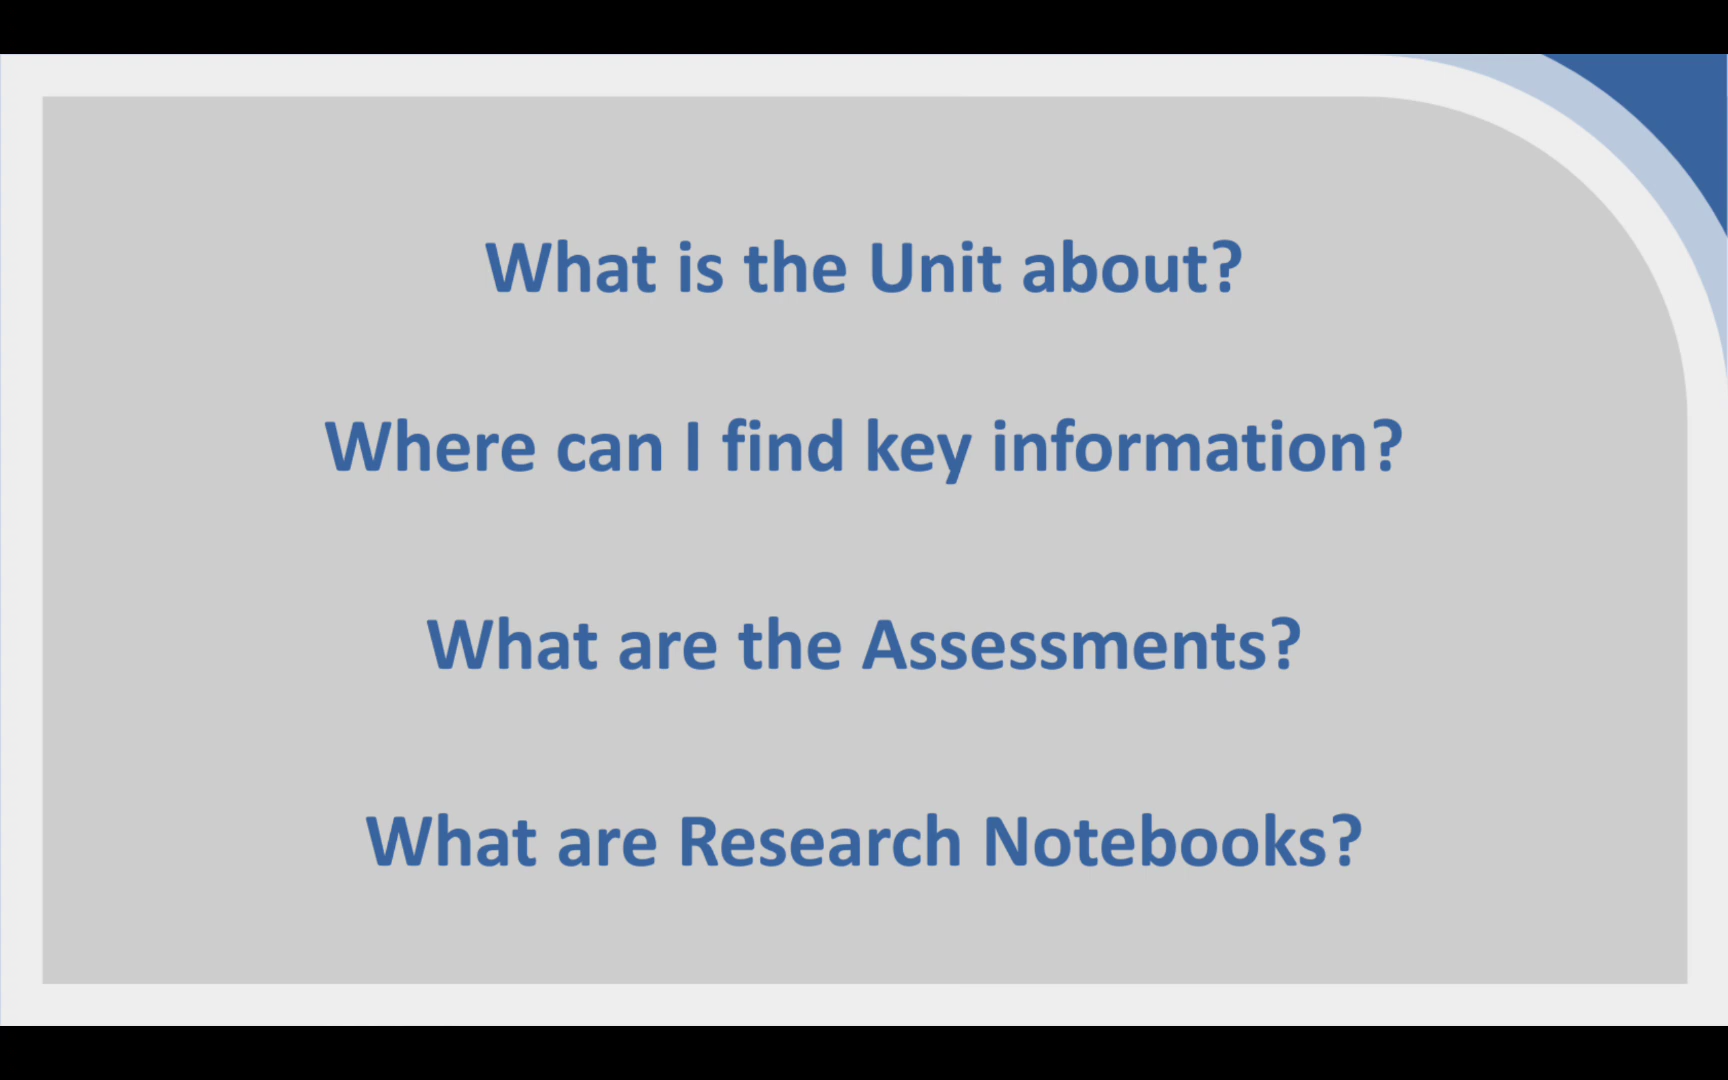 What is the Unit about?
Where can I find key information?
What are the Assessments?
What are Research Notebooks?